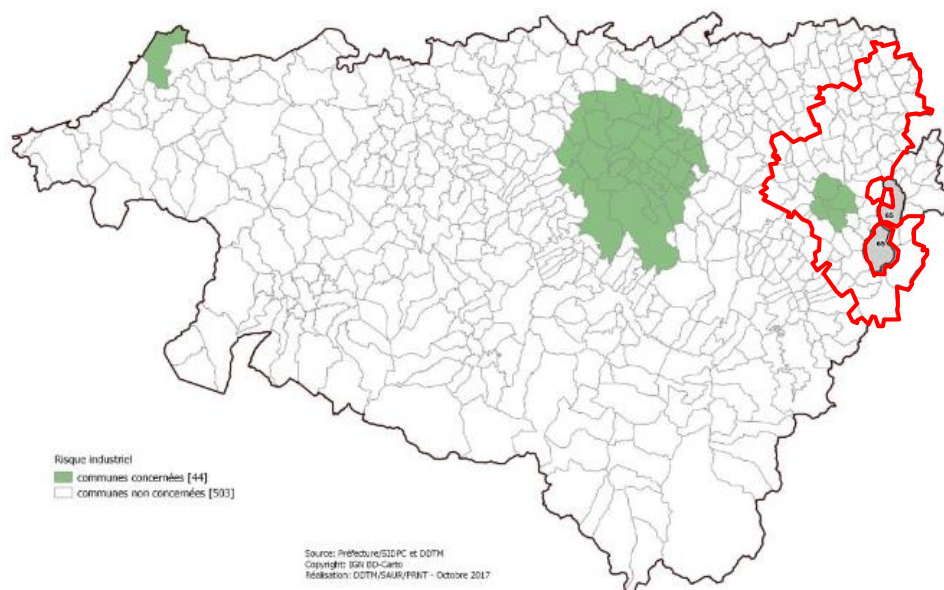 65
65
Risque industriel
communes concernées [44]
communes non concernées [503]
Source: Préfecture/SIDPC et DDTM
Copyright: IGN BD-Carto
Réalisation: DDTM/SAUR/PRNT - Octobre 2017